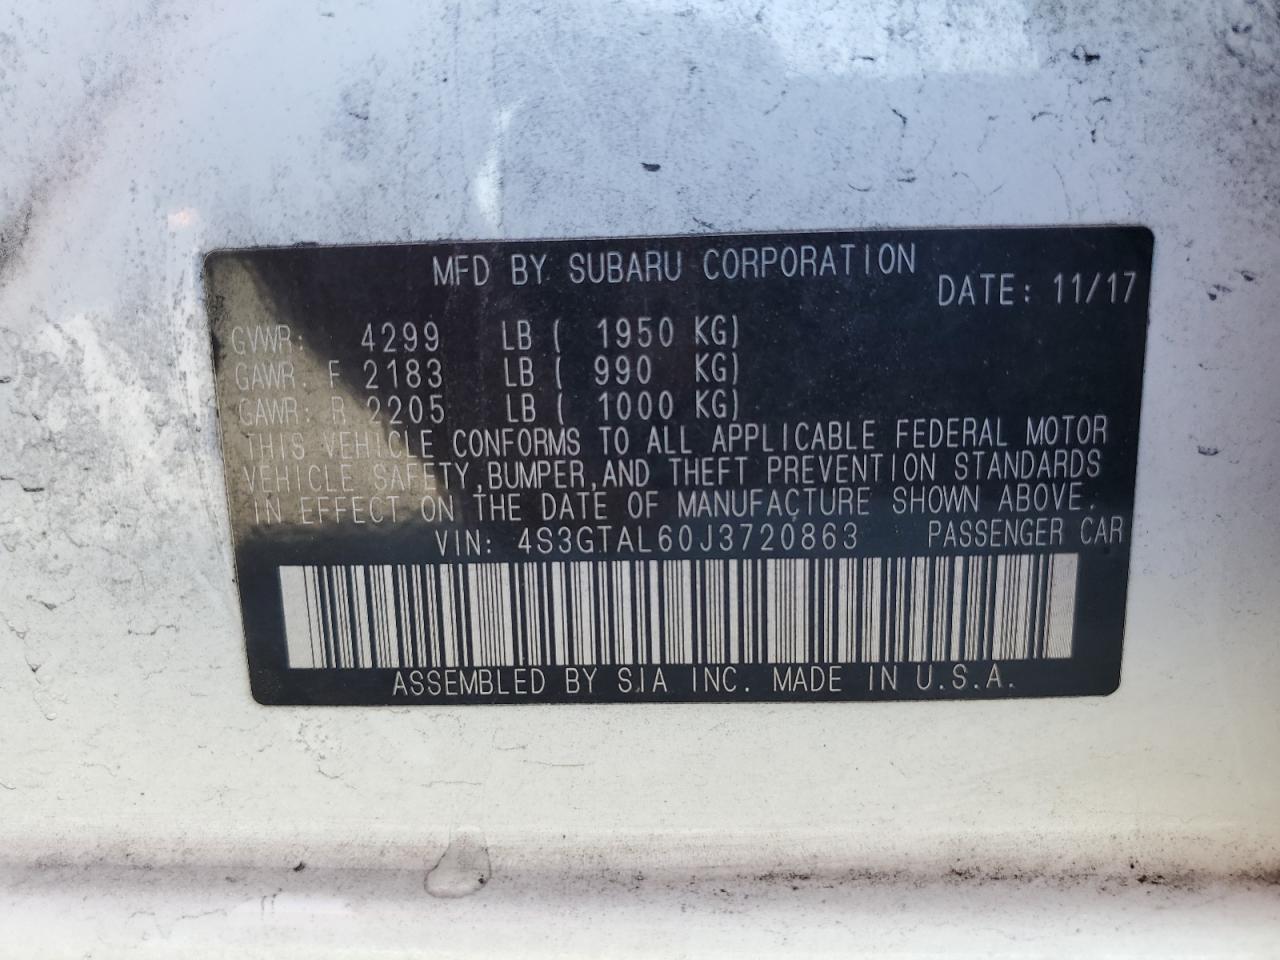 MFD BY SUBARU CORPORATION
DATE: 11/17
GVWR: 4299 LB ( 1950 KG)
GAWR: F 2183 LB ( 990 KG)
GAWR: R 2205 LB ( 1000 KG)
THIS VEHICLE CONFORMS TO ALL APPLICABLE FEDERAL MOTOR
VEHICLE SAFETY,BUMPER,AND THEFT PREVENTION STANDARDS
IN EFFECT ON THE DATE OF MANUFACTURE SHOWN ABOVE.
VIN: 4S3GTAL60J3720863 PASSENGER CAR
ASSEMBLED BY SIA INC. MADE IN U.S.A.